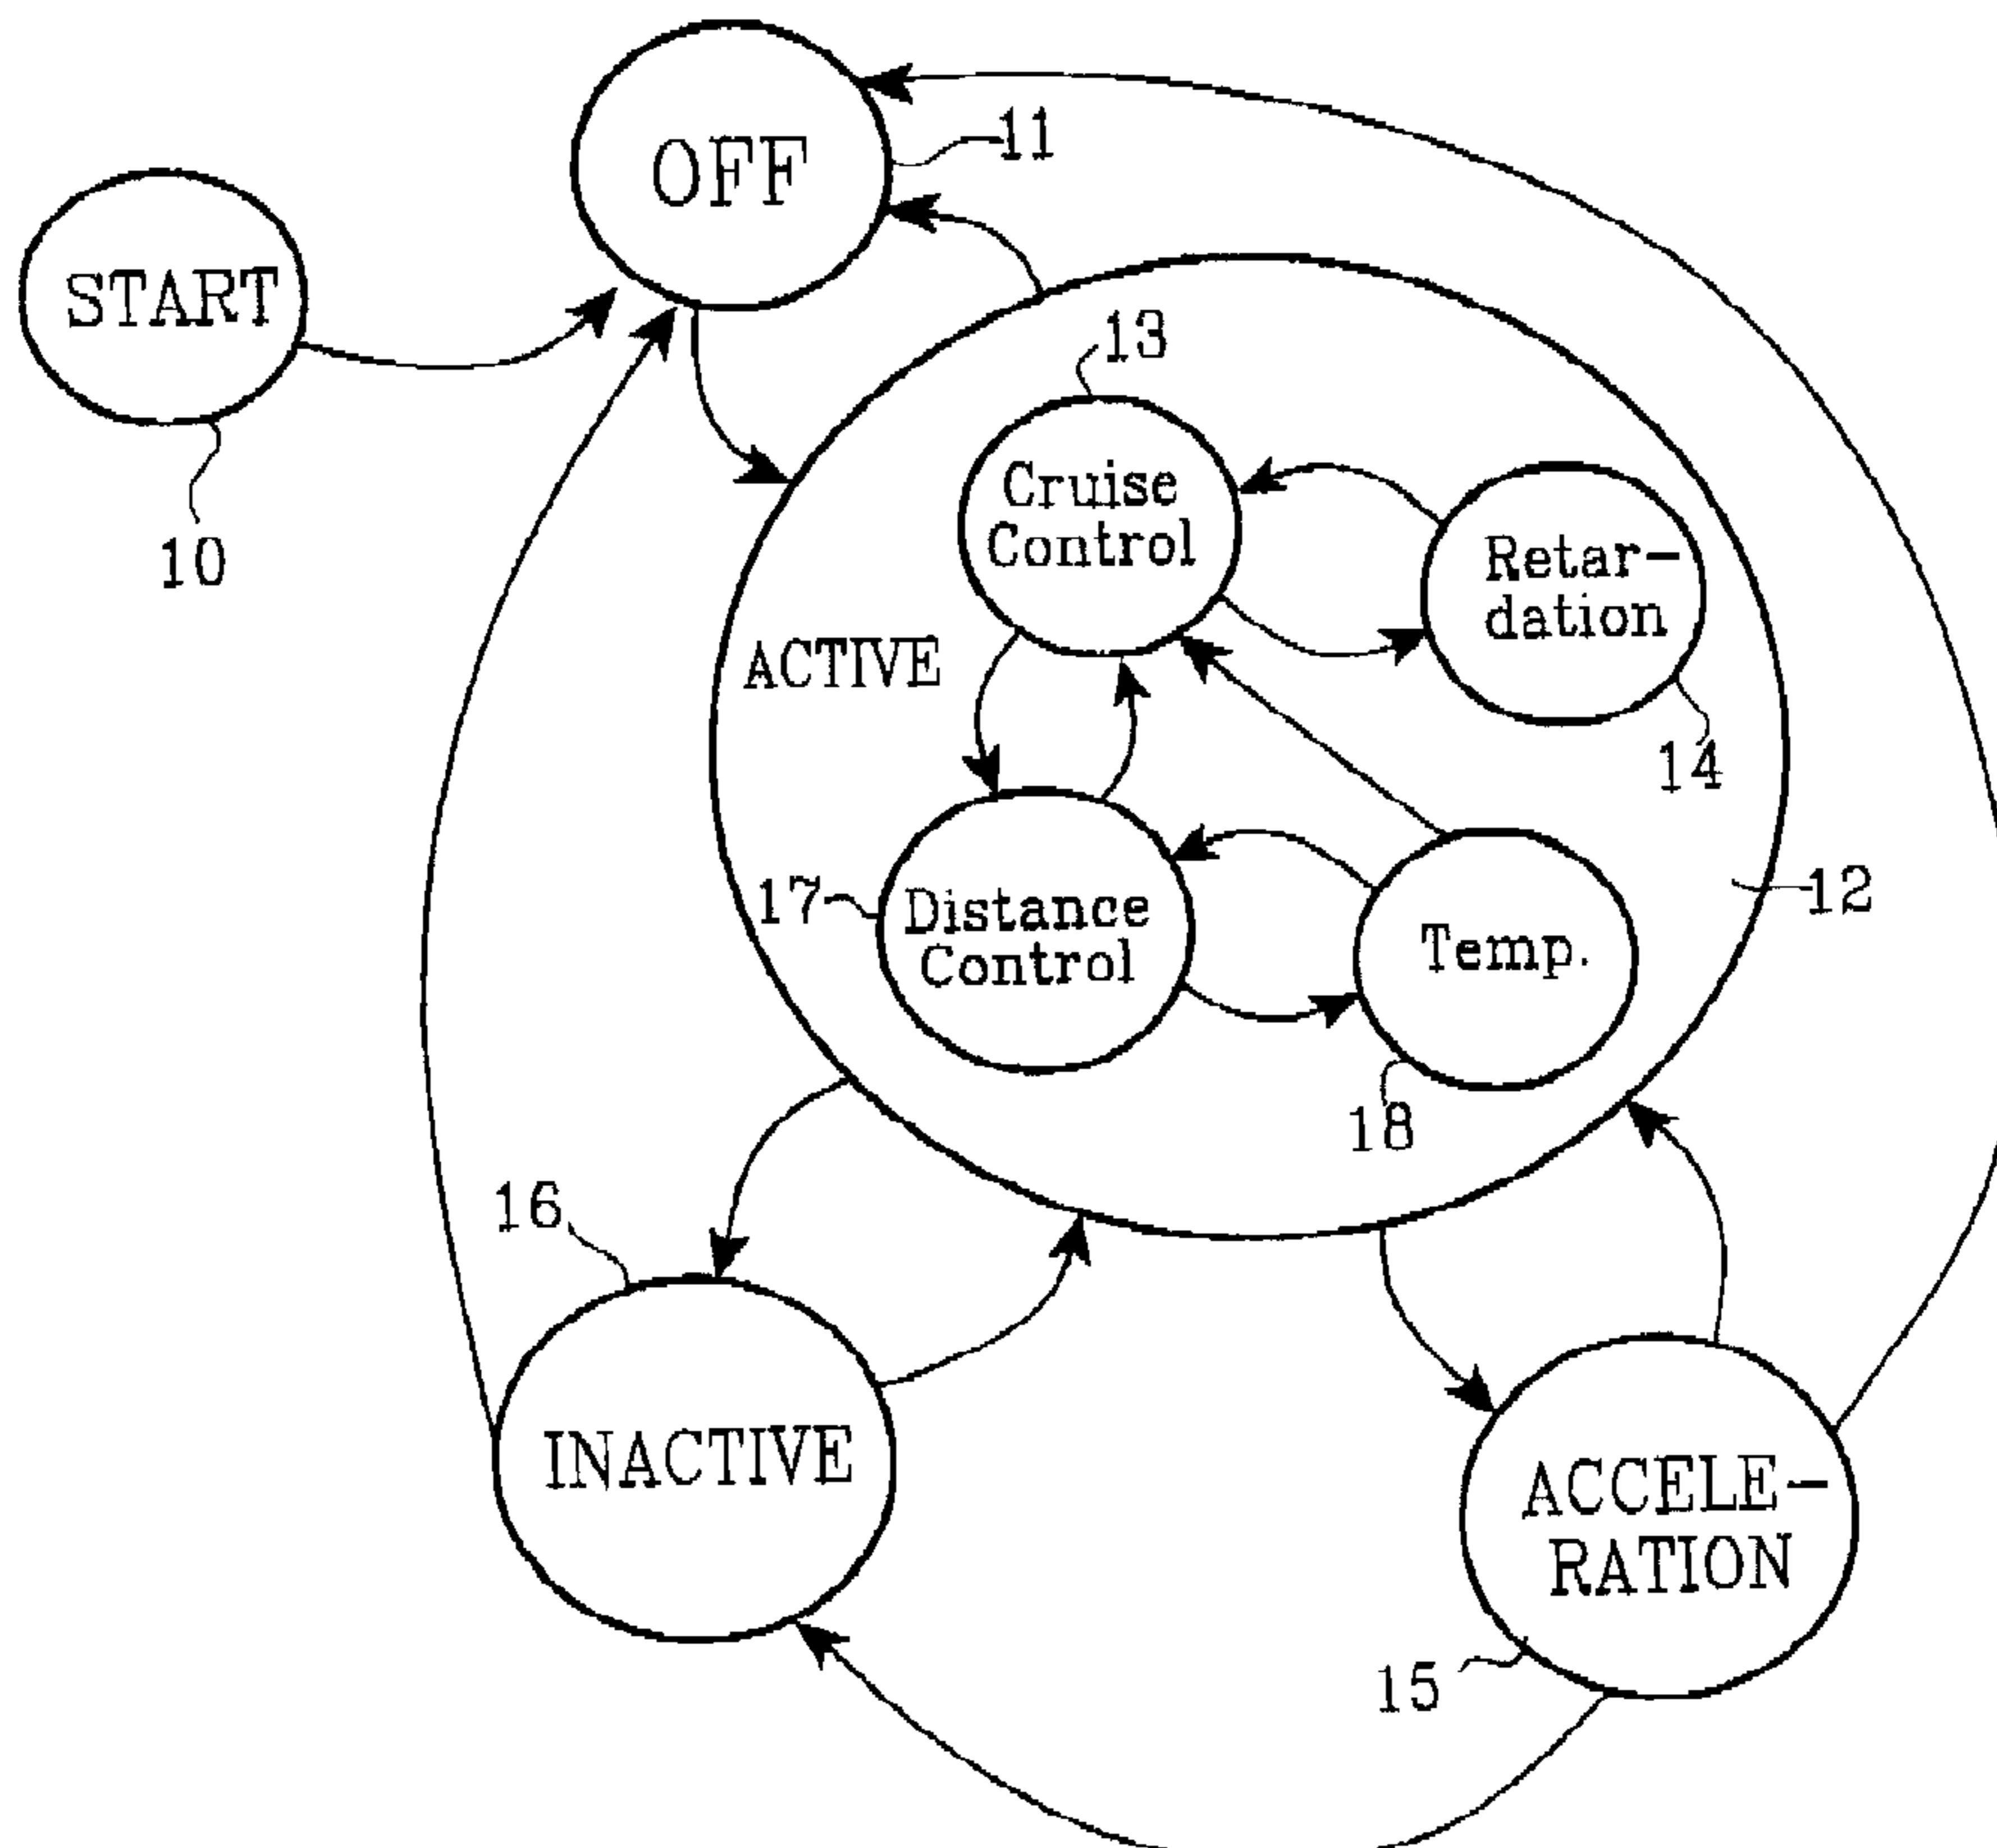 OFF
11
START
10
13
Cruise
Control
Retar-
dation
14
ACTIVE
17
Distance
Control
Temp.
12
18
16
INACTIVE
ACCELE-
RATION
15